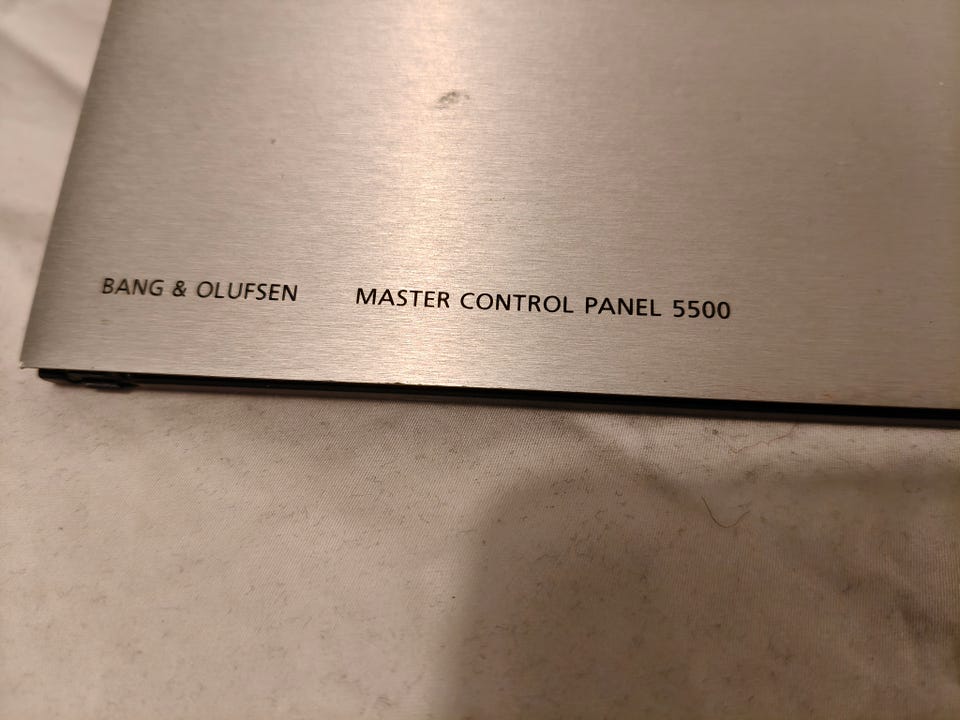 BANG & OLUFSEN MASTER CONTROL PANEL 5500